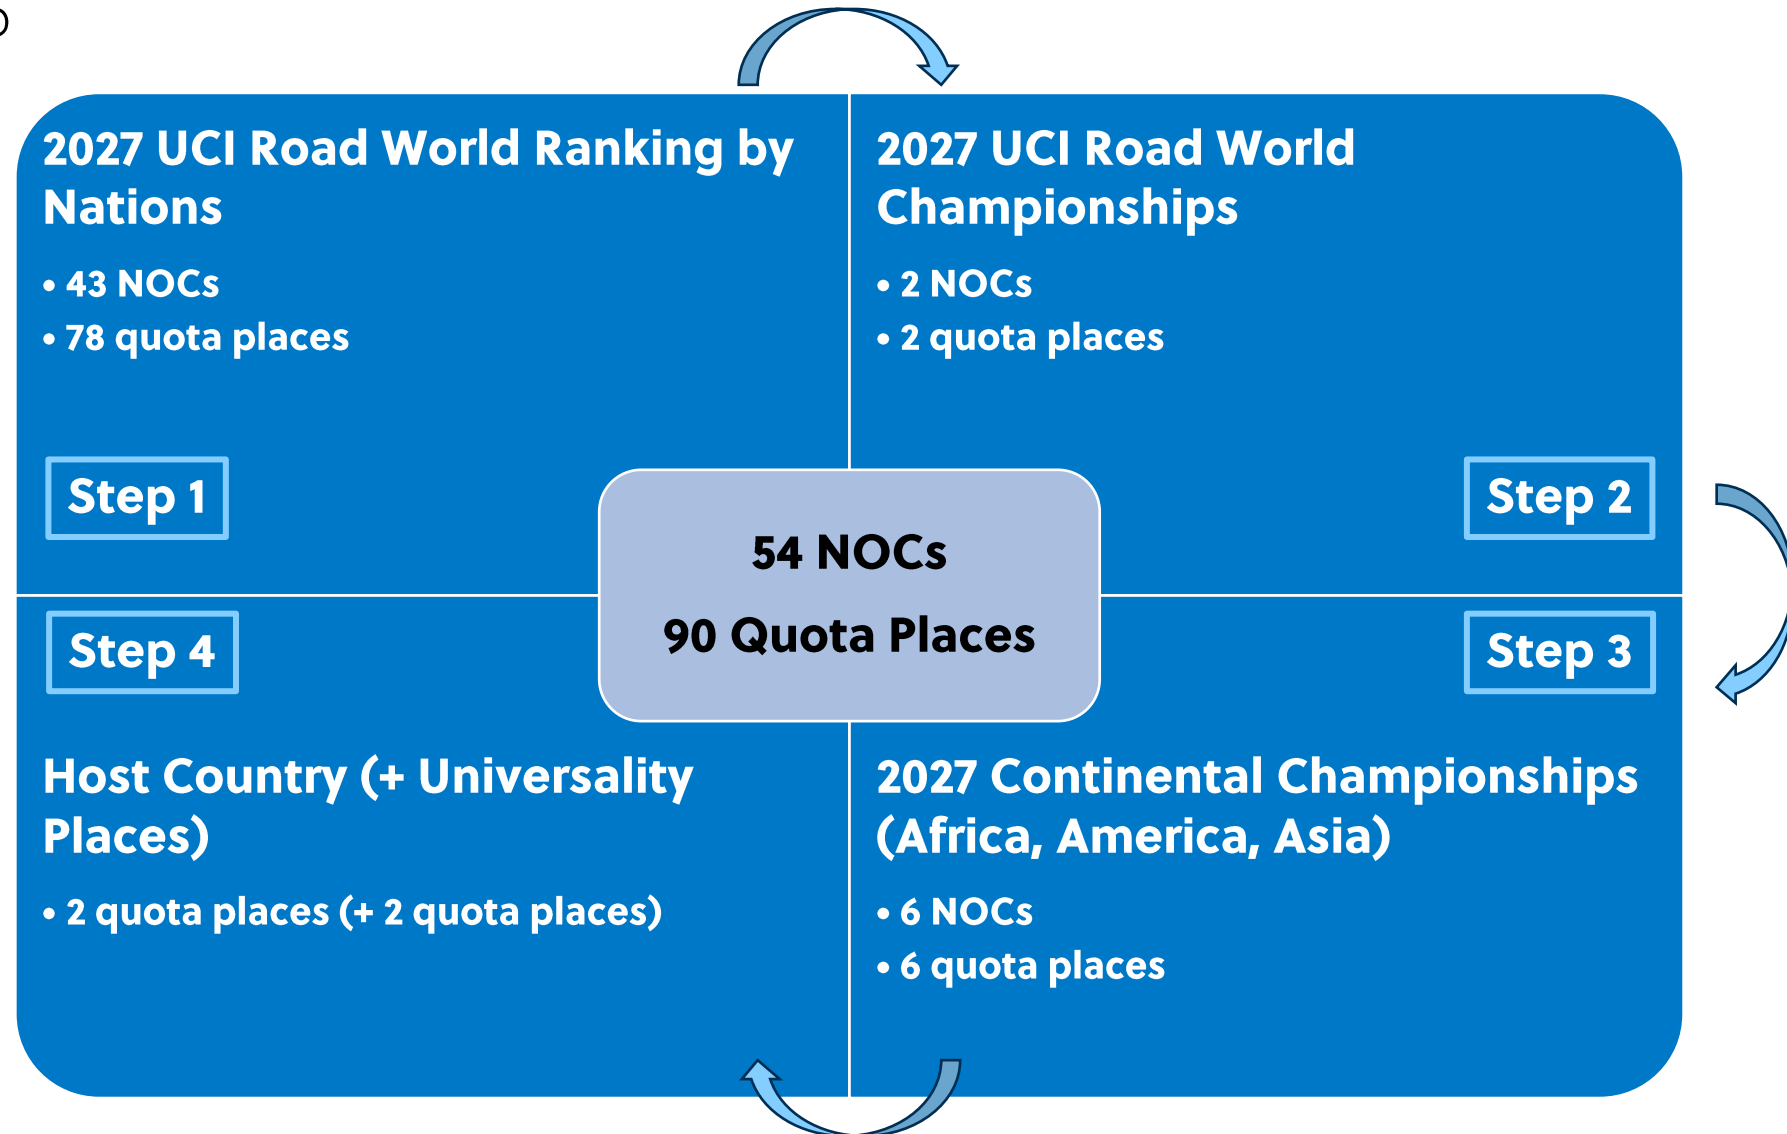 2027 UCI Road World Ranking by
Nations
• 43 NOCs
• 78 quota places
Step 1
2027 UCI Road World
Championships
• 2 NOCs
• 2 quota places
Step 2
54 NOCs
90 Quota Places
Step 3
2027 Continental Championships
(Africa, America, Asia)
• 6 NOCs
• 6 quota places
Step 4
Host Country (+ Universality
Places)
• 2 quota places (+ 2 quota places)